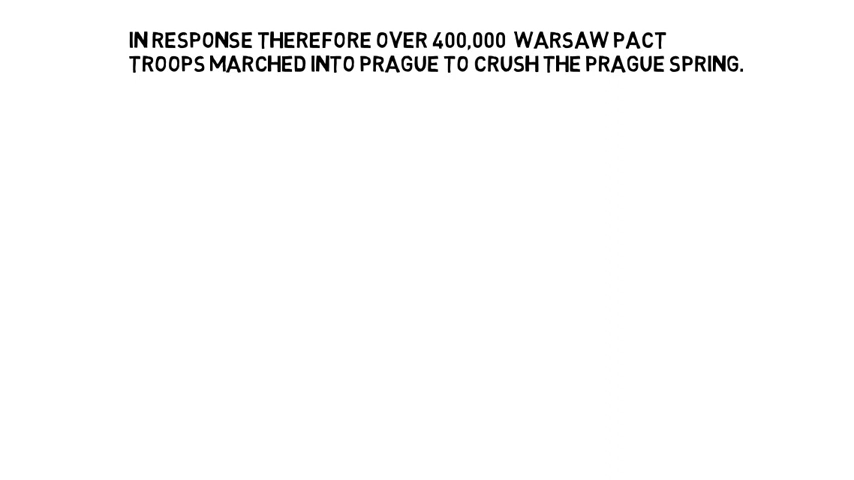 IN RESPONSE THEREFORE OVER 400,000 WARSAW PACT
TROOPS MARCHED INTO PRAGUE TO CRUSH THE PRAGUE SPRING.